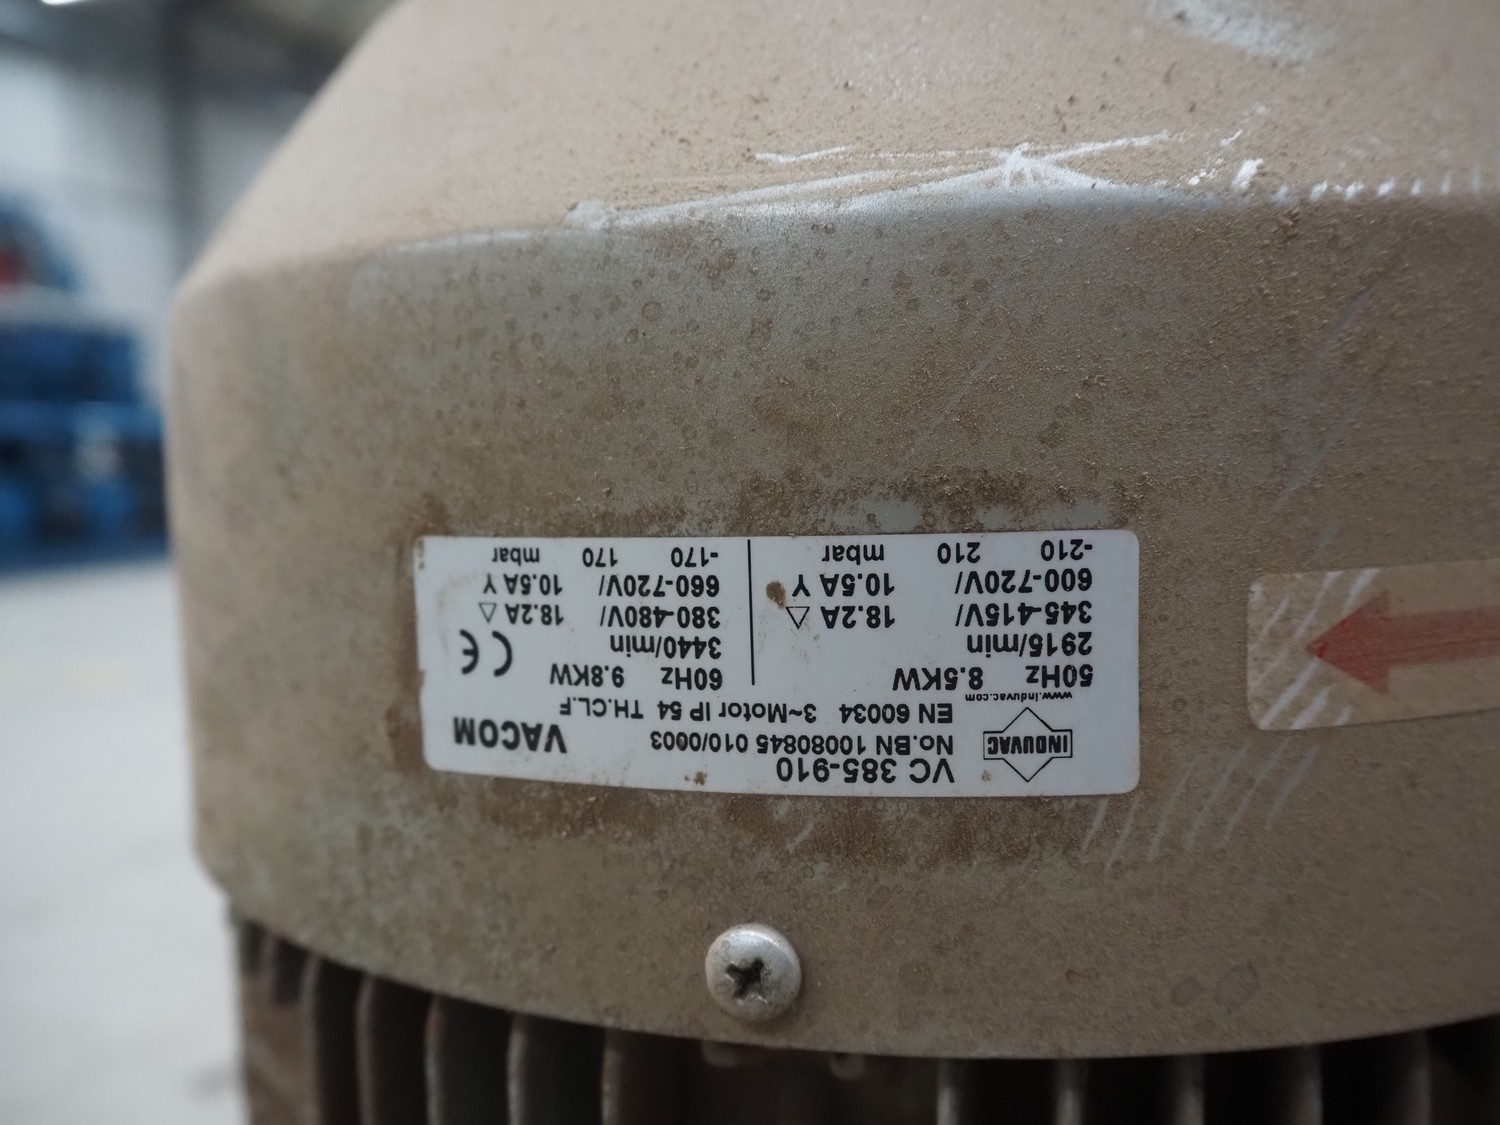 VC 385-910
INDUVAC No.BN 10080845 010/0003 VACOM
EN 60034 3~Motor IP 54 TH.CL.F
www.induvac.com
50Hz 8.5KW
2915/min
345-415V/ 18.2A △
600-720V/ 10.5A Y
-210 210 mbar
60Hz 9.8KW
3440/min CE
380-480V/ 18.2A △
660-720V/ 10.5A Y
-170 170 mbar